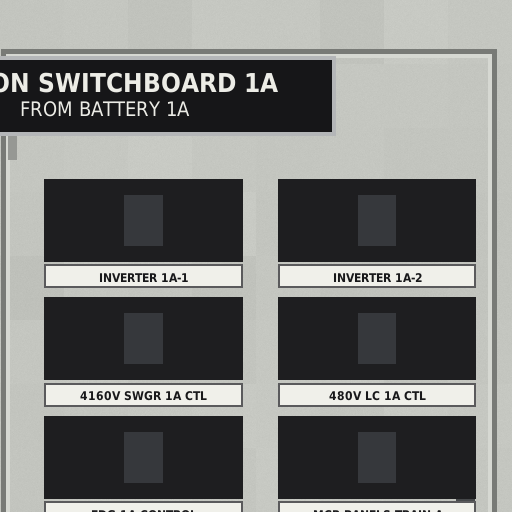 ON SWITCHBOARD 1A
FROM BATTERY 1A
INVERTER 1A-1
INVERTER 1A-2
4160V SWGR 1A CTL
480V LC 1A CTL